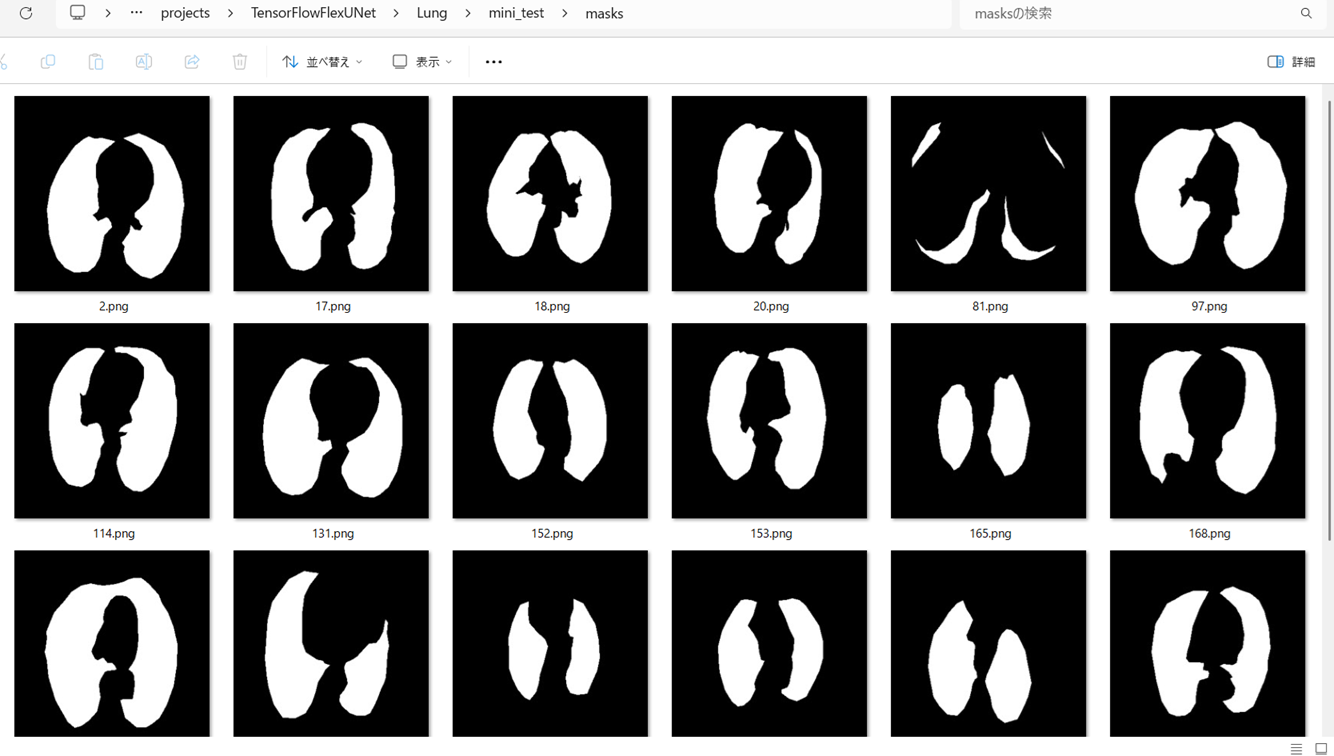 … > projects > TensorFlowFlexUNet > Lung > mini_test > masks
masksの検索
並べ替え 表示 ••• 詳細
2.png 17.png 18.png 20.png 81.png 97.png
114.png 131.png 152.png 153.png 165.png 168.png